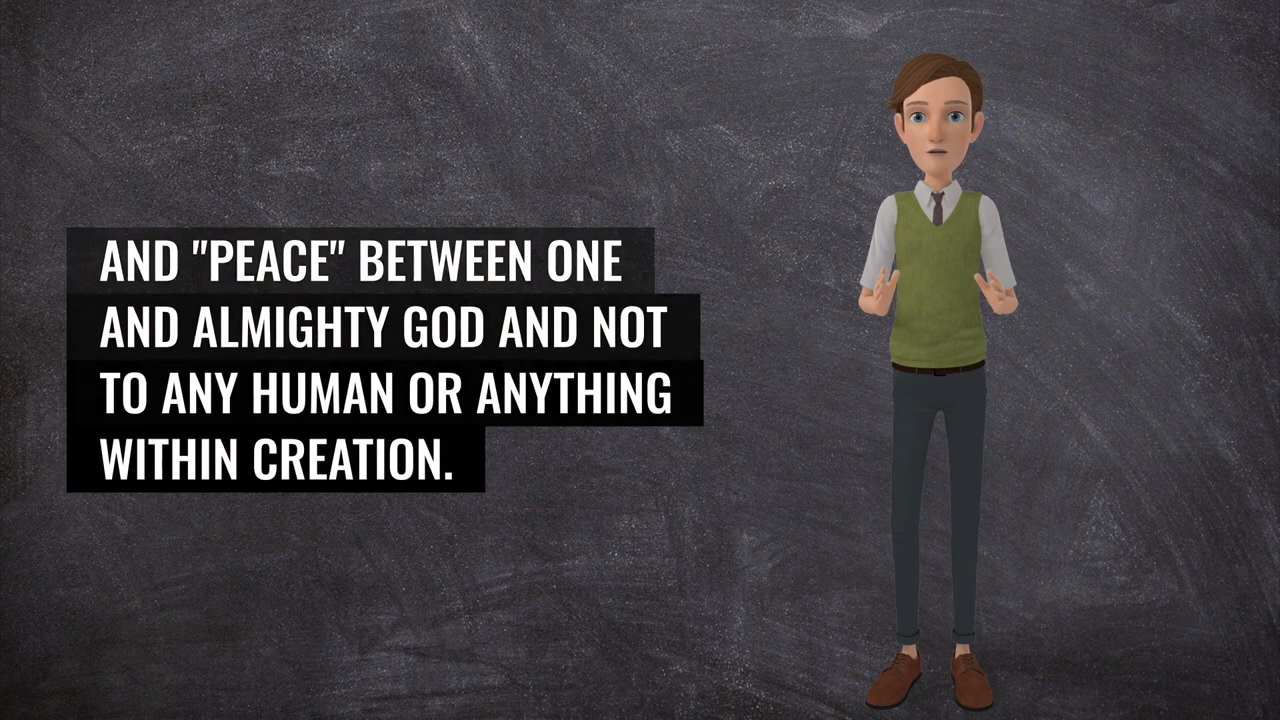 AND "PEACE" BETWEEN ONE
AND ALMIGHTY GOD AND NOT
TO ANY HUMAN OR ANYTHING
WITHIN CREATION.